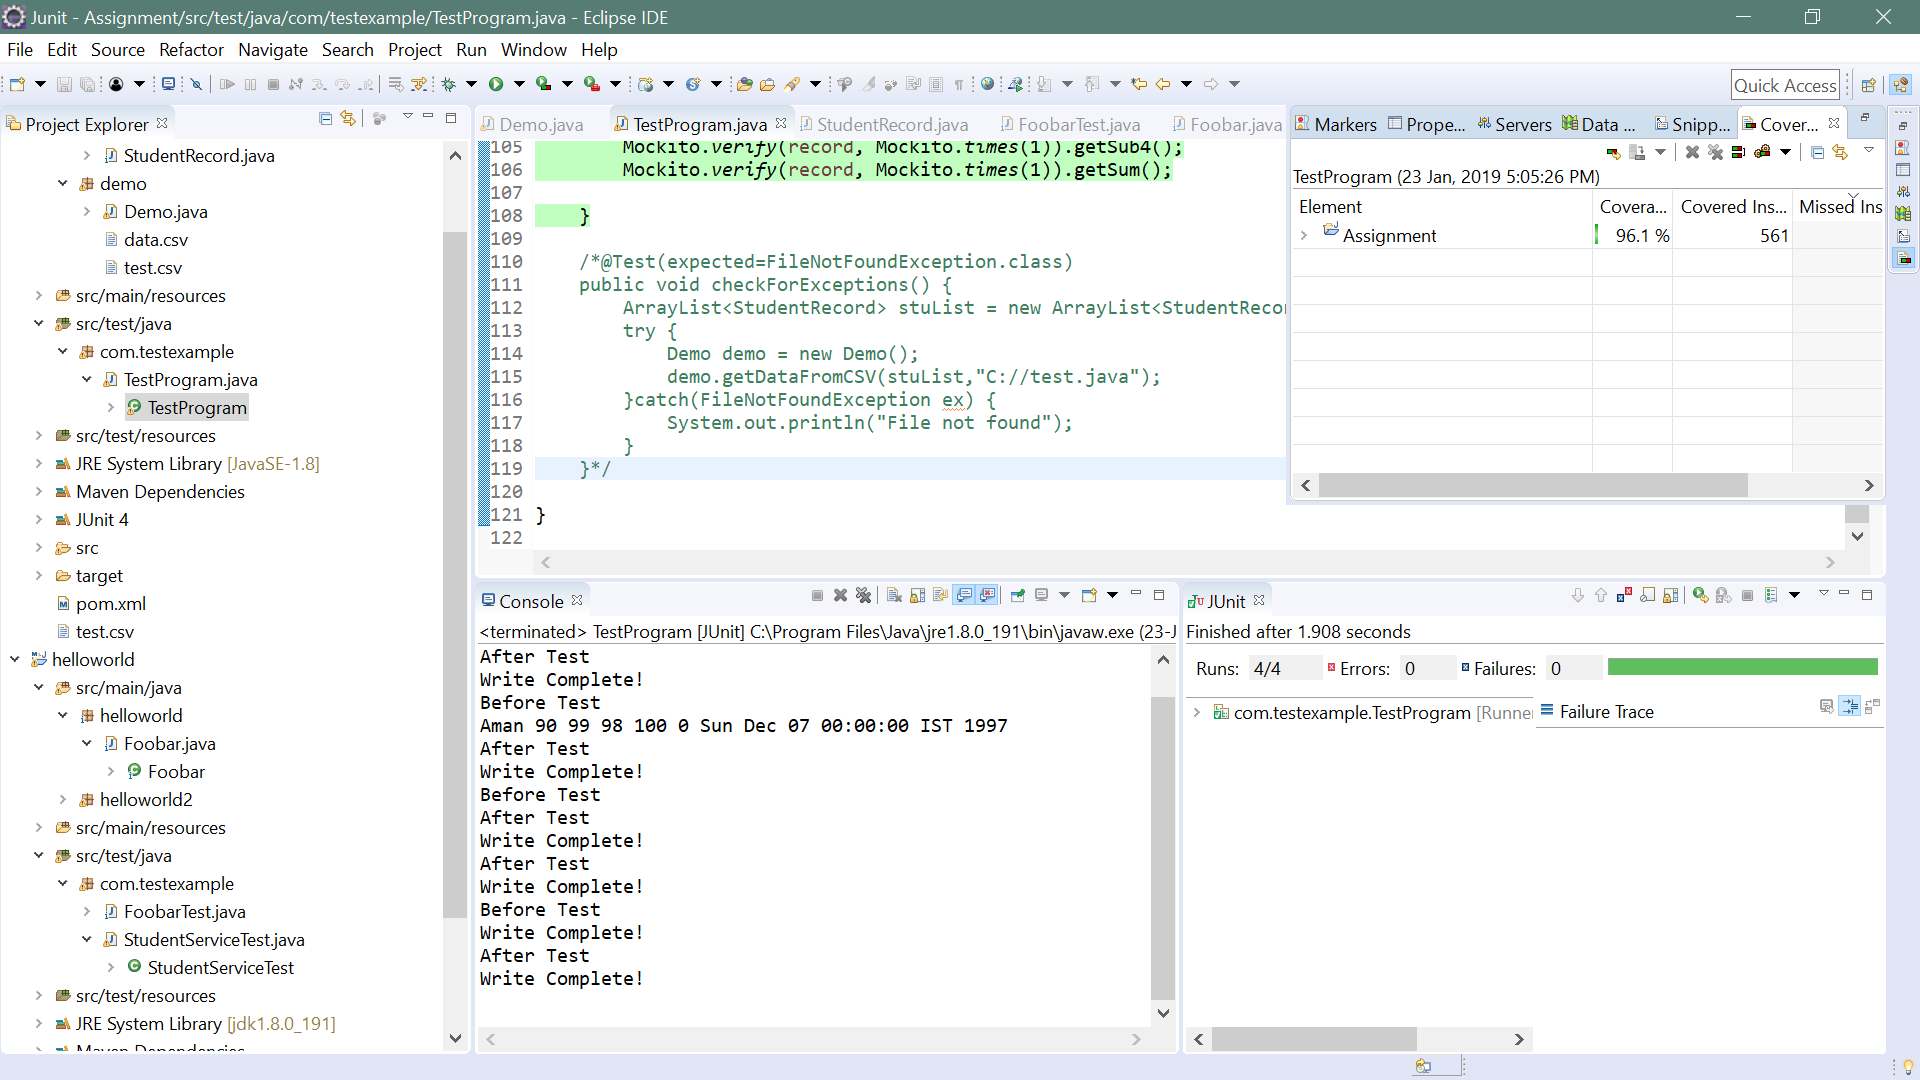 Junit - Assignment/src/test/java/com/testexample/TestProgram.java - Eclipse IDE
File Edit Source Refactor Navigate Search Project Run Window Help
Quick Access
Project Explorer
StudentRecord.java
demo
Demo.java
data.csv
test.csv
src/main/resources
src/test/java
com.testexample
TestProgram.java
TestProgram
src/test/resources
JRE System Library [JavaSE-1.8]
Maven Dependencies
JUnit 4
src
target
pom.xml
test.csv
helloworld
src/main/java
helloworld
Foobar.java
Foobar
helloworld2
src/main/resources
src/test/java
com.testexample
FoobarTest.java
StudentServiceTest.java
StudentServiceTest
src/test/resources
JRE System Library [jdk1.8.0_191]
Maven Dependencies
Demo.java TestProgram.java StudentRecord.java FoobarTest.java Foobar.java
105 Mockito.verify(record, Mockito.times(1)).getSub4();
106 Mockito.verify(record, Mockito.times(1)).getSum();
107
108 }
109
110 /*@Test(expected=FileNotFoundException.class)
111 public void checkForExceptions() {
112 ArrayList<StudentRecord> stuList = new ArrayList<StudentRecor
113 try {
114 Demo demo = new Demo();
115 demo.getDataFromCSV(stuList,"C://test.java");
116 }catch(FileNotFoundException ex) {
117 System.out.println("File not found");
118 }
119 }*/
120
121 }
122
Markers Prope... Servers Data ... Snipp... Cover...
TestProgram (23 Jan, 2019 5:05:26 PM)
Element Covera... Covered Ins... Missed Ins
Assignment 96.1 % 561
Console
<terminated> TestProgram [JUnit] C:\Program Files\Java\jre1.8.0_191\bin\javaw.exe (23-J
After Test
Write Complete!
Before Test
Aman 90 99 98 100 0 Sun Dec 07 00:00:00 IST 1997
After Test
Write Complete!
Before Test
After Test
Write Complete!
After Test
Write Complete!
Before Test
Write Complete!
After Test
Write Complete!
JUnit
Finished after 1.908 seconds
Runs: 4/4 Errors: 0 Failures: 0
com.testexample.TestProgram [Runner
Failure Trace